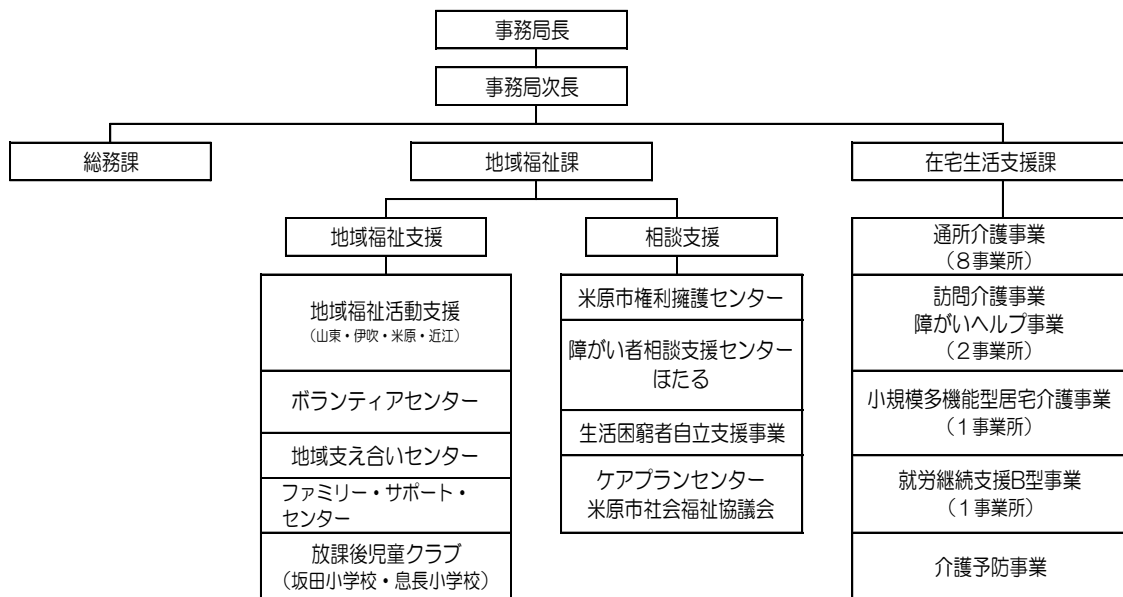 事務局長
事務局次長
総務課
地域福祉課
在宅生活支援課
地域福祉支援
相談支援
地域福祉活動支援
（山東・伊吹・米原・近江）
ボランティアセンター
地域支え合いセンター
ファミリー・サポート・
センター
放課後児童クラブ
（坂田小学校・息長小学校）
米原市権利擁護センター
障がい者相談支援センター
ほたる
生活困窮者自立支援事業
ケアプランセンター
米原市社会福祉協議会
通所介護事業
（８事業所）
訪問介護事業
障がいヘルプ事業
（２事業所）
小規模多機能型居宅介護事業
（１事業所）
就労継続支援B型事業
（１事業所）
介護予防事業